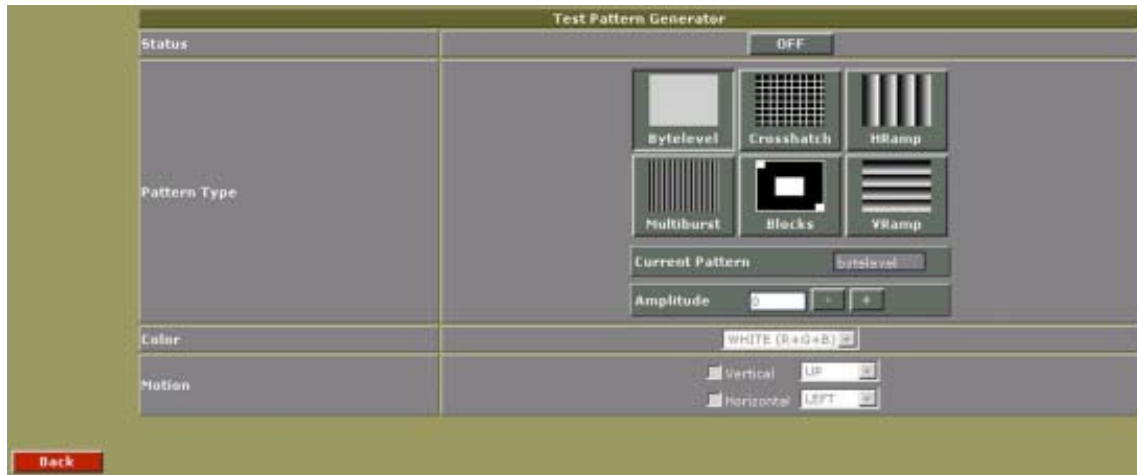 Test Pattern Generator
Status
OFF
Bytelevel Crosshatch HRamp
Pattern Type
Multiburst Blocks VRamp
Current Pattern bytelevel
Amplitude 0 - +
Color
WHITE (R+G+B)
Motion
Vertical UP
Horizontal LEFT
Back